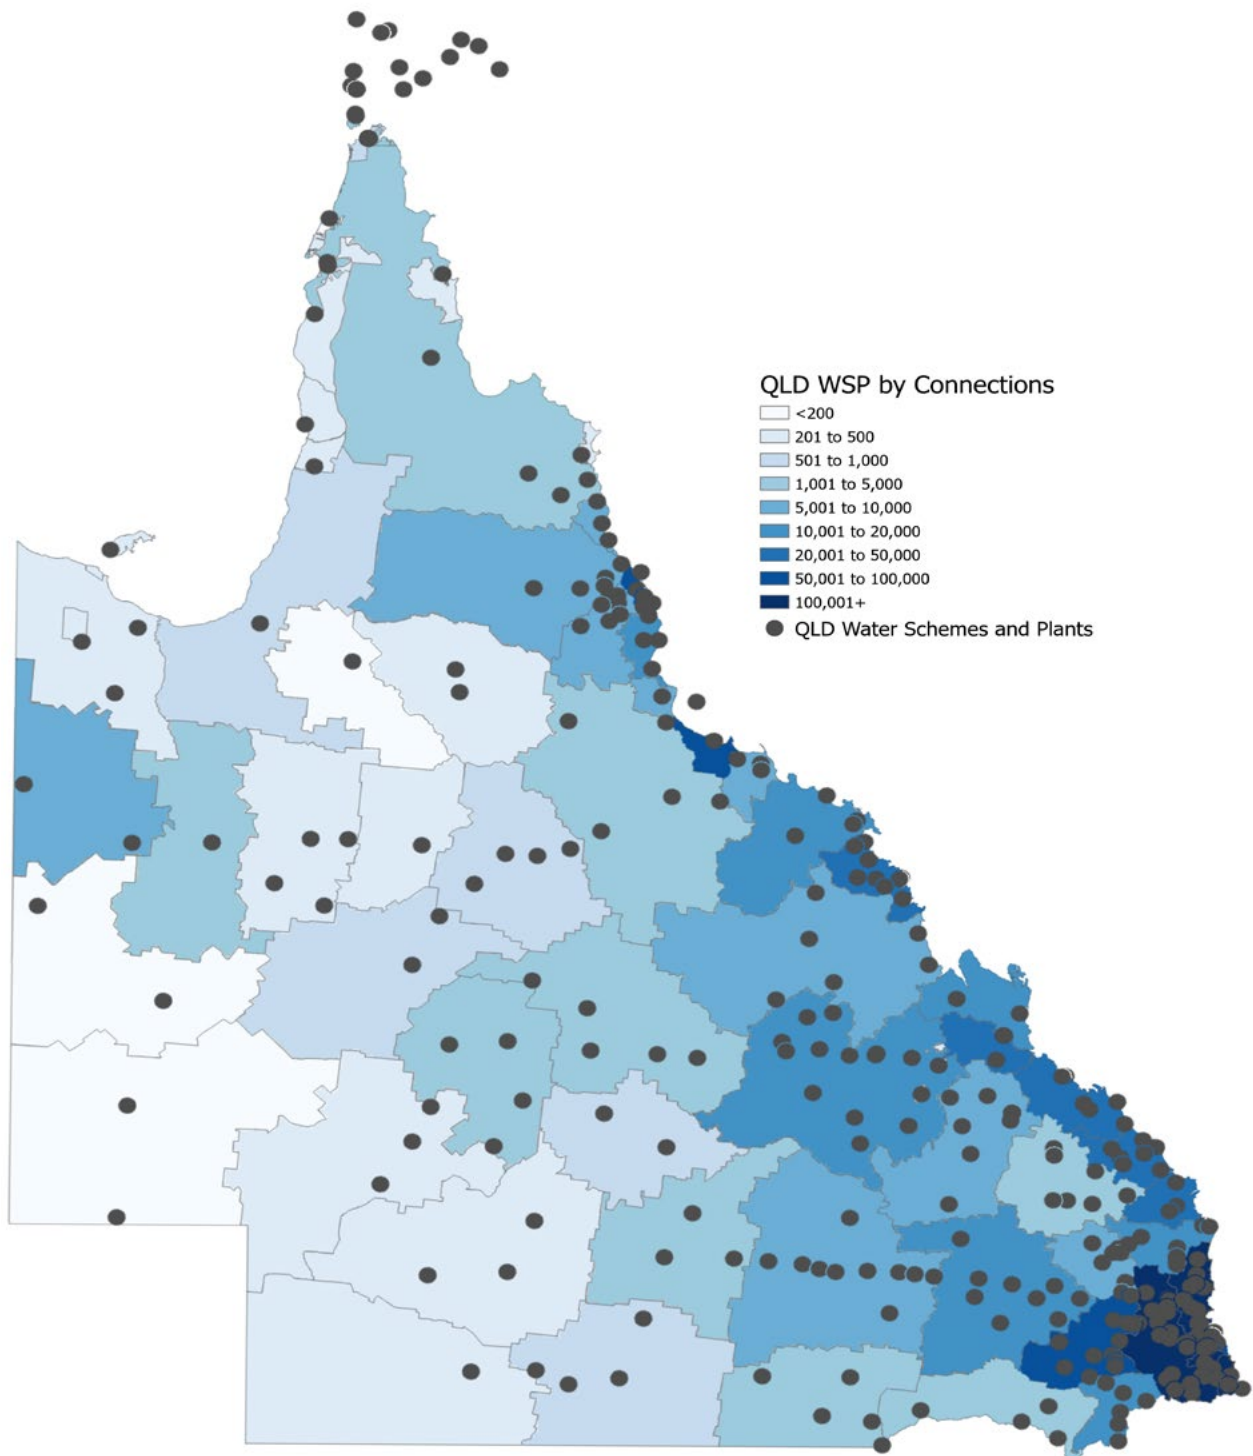 QLD WSP by Connections
<200
201 to 500
501 to 1,000
1,001 to 5,000
5,001 to 10,000
10,001 to 20,000
20,001 to 50,000
50,001 to 100,000
100,001+
QLD Water Schemes and Plants